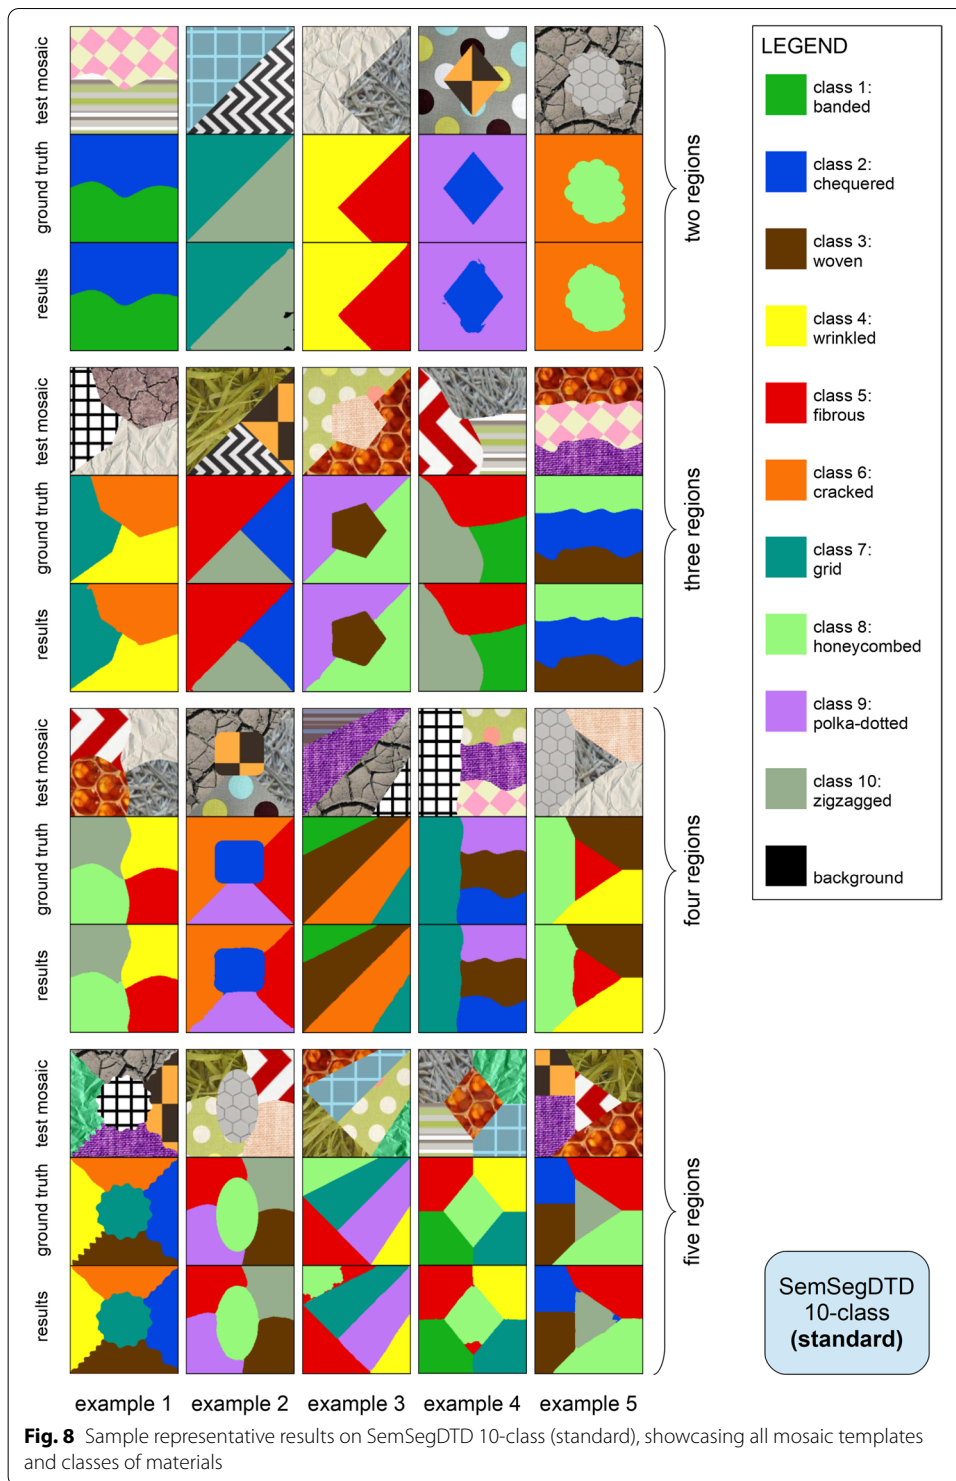 test mosaic
ground truth
results
two regions
test mosaic
ground truth
results
three regions
test mosaic
ground truth
results
four regions
test mosaic
ground truth
results
five regions
example 1
example 2
example 3
example 4
example 5
LEGEND
class 1:
banded
class 2:
chequered
class 3:
woven
class 4:
wrinkled
class 5:
fibrous
class 6:
cracked
class 7:
grid
class 8:
honeycombed
class 9:
polka-dotted
class 10:
zigzagged
background
SemSegDTD
10-class
(standard)
Fig. 8 Sample representative results on SemSegDTD 10-class (standard), showcasing all mosaic templates
and classes of materials